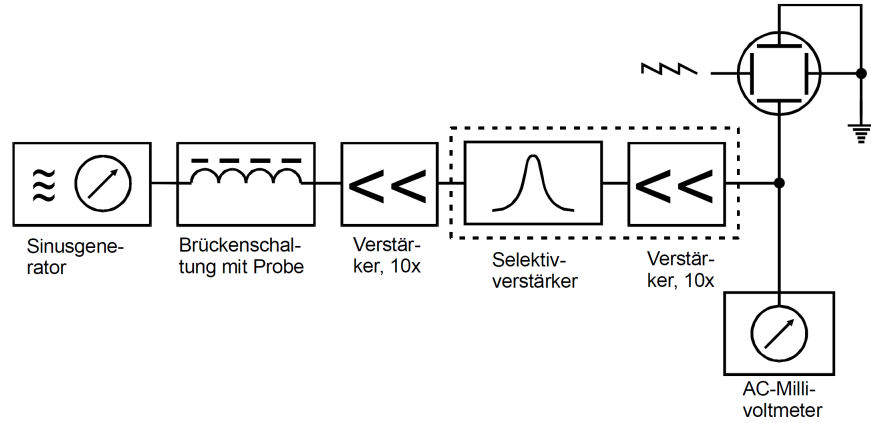 Sinusgene-
rator
Brückenschal-
tung mit Probe
Verstär-
ker, 10x
Selektiv-
verstärker
Verstär-
ker, 10x
AC-Milli-
voltmeter